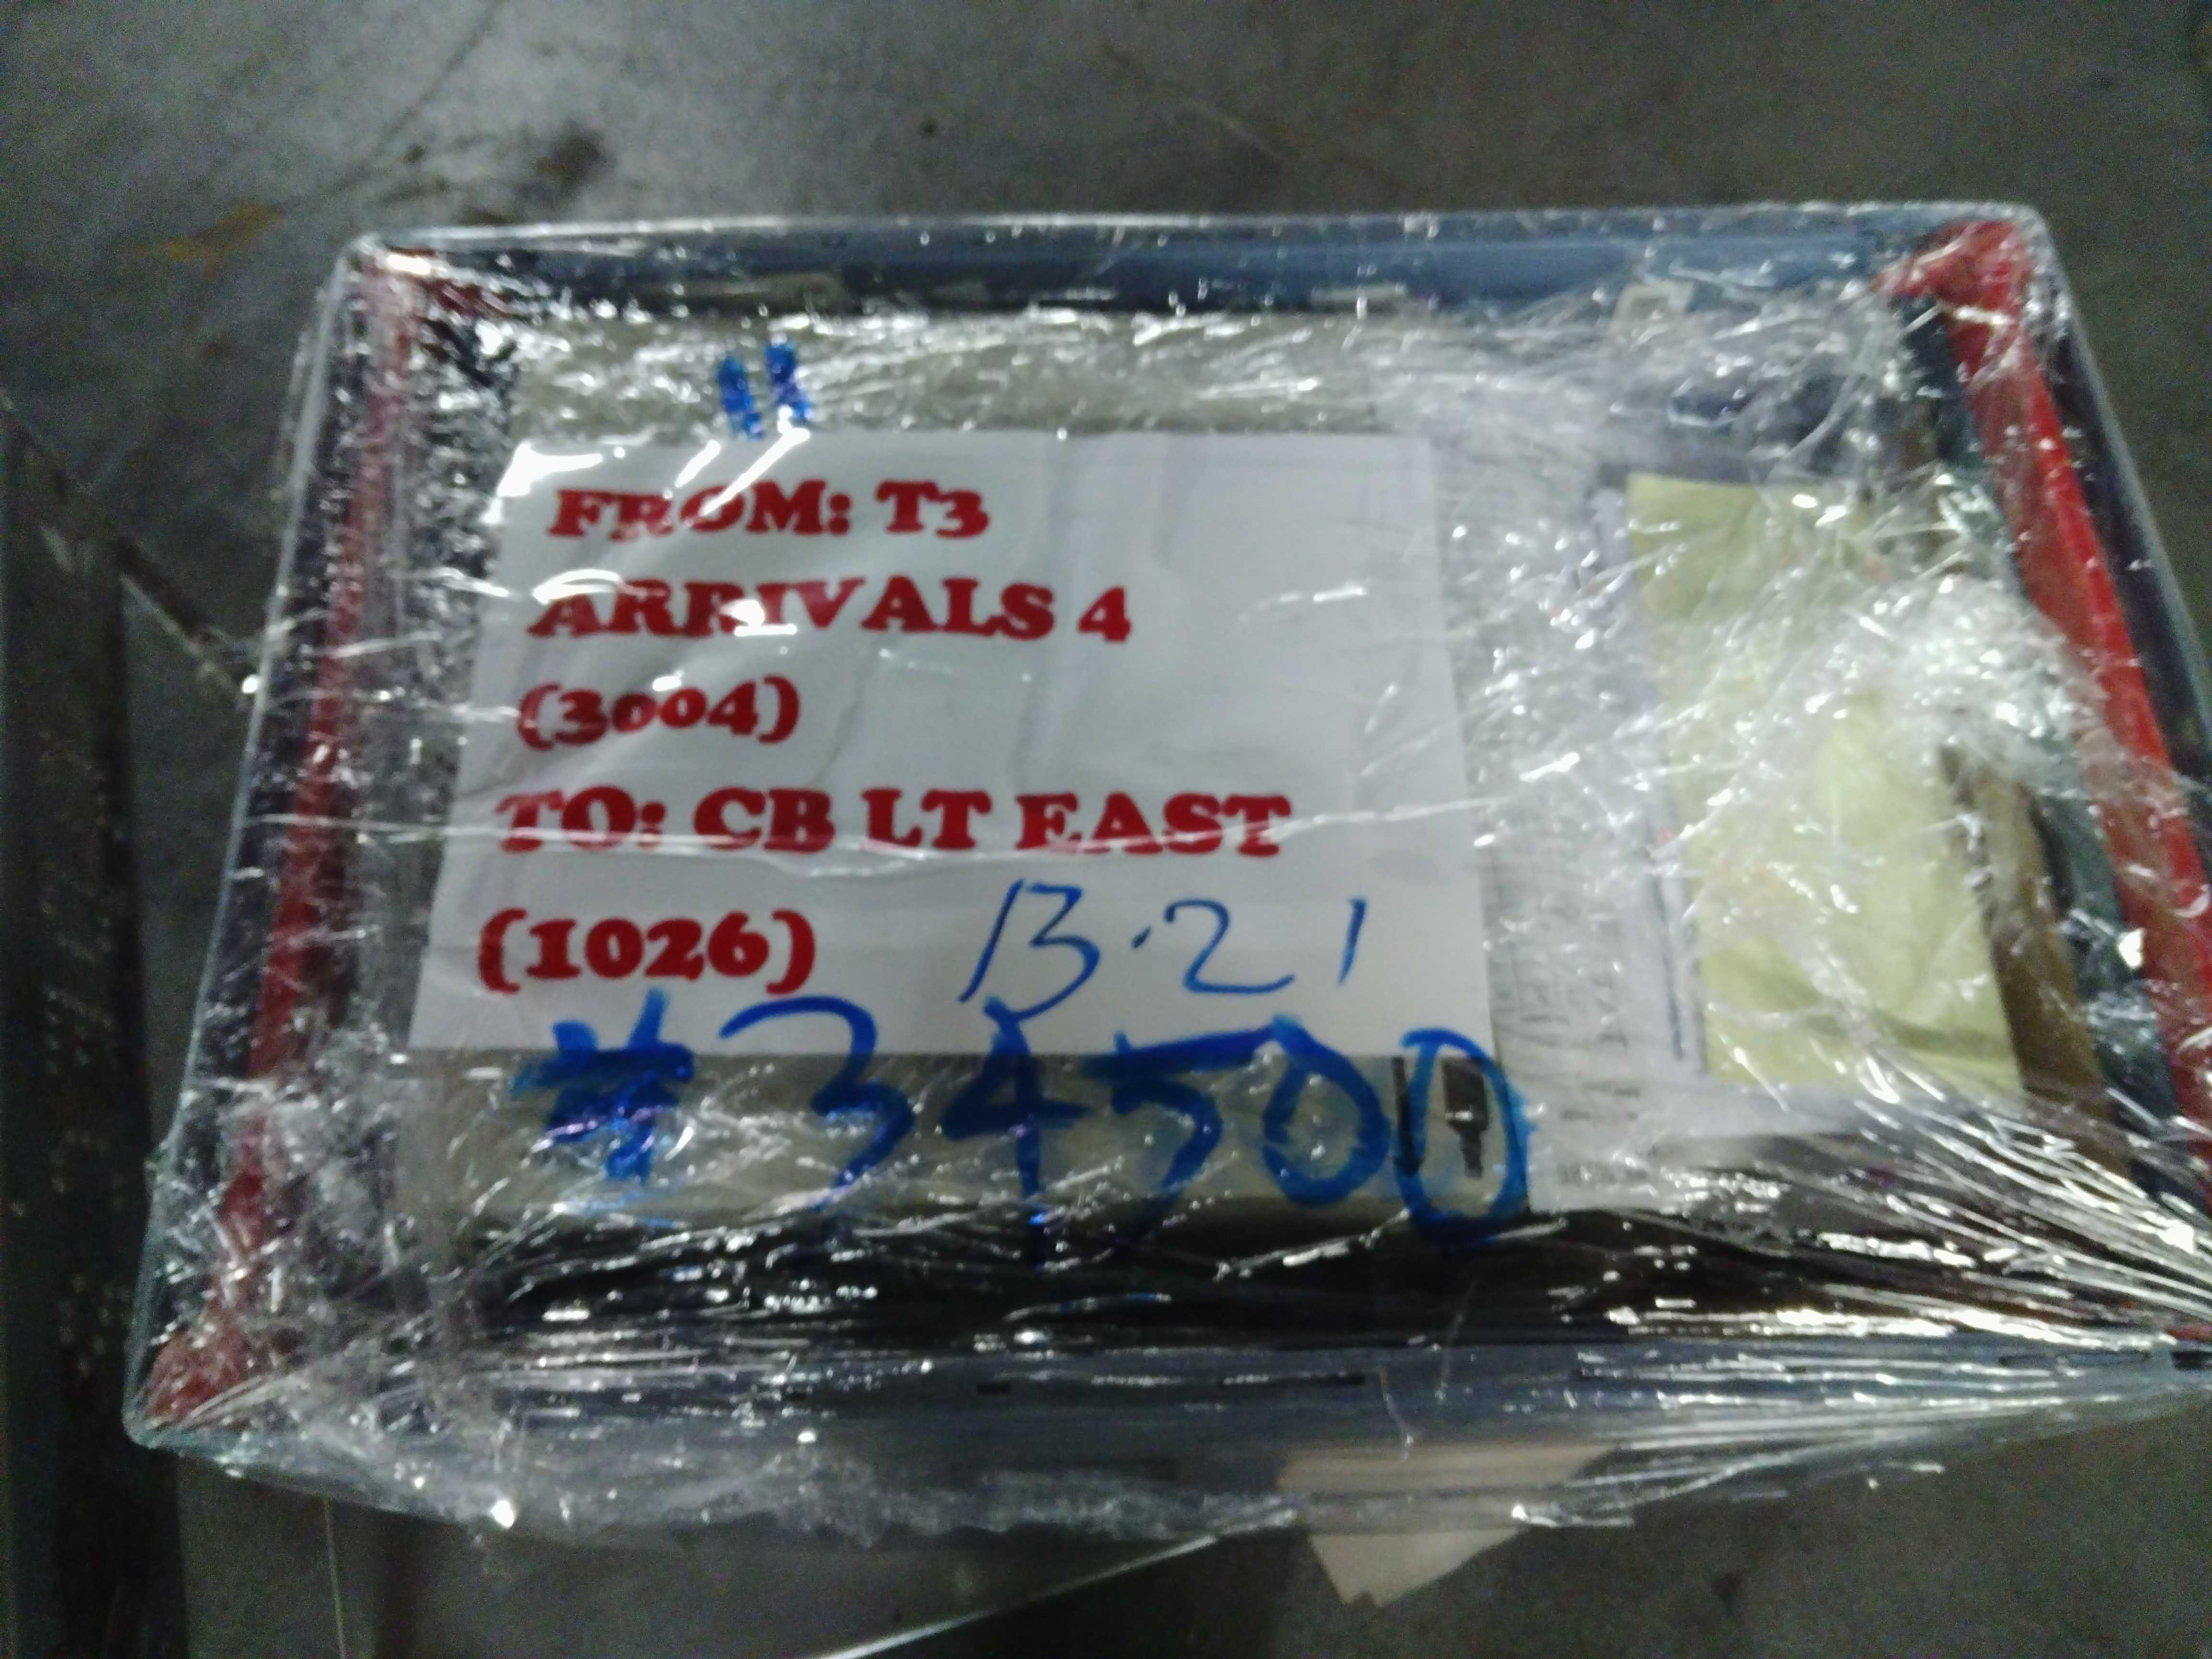 FROM: T3
ARRIVALS 4
(3004)
TO: CB LT EAST
(1026) 13.21
#34500